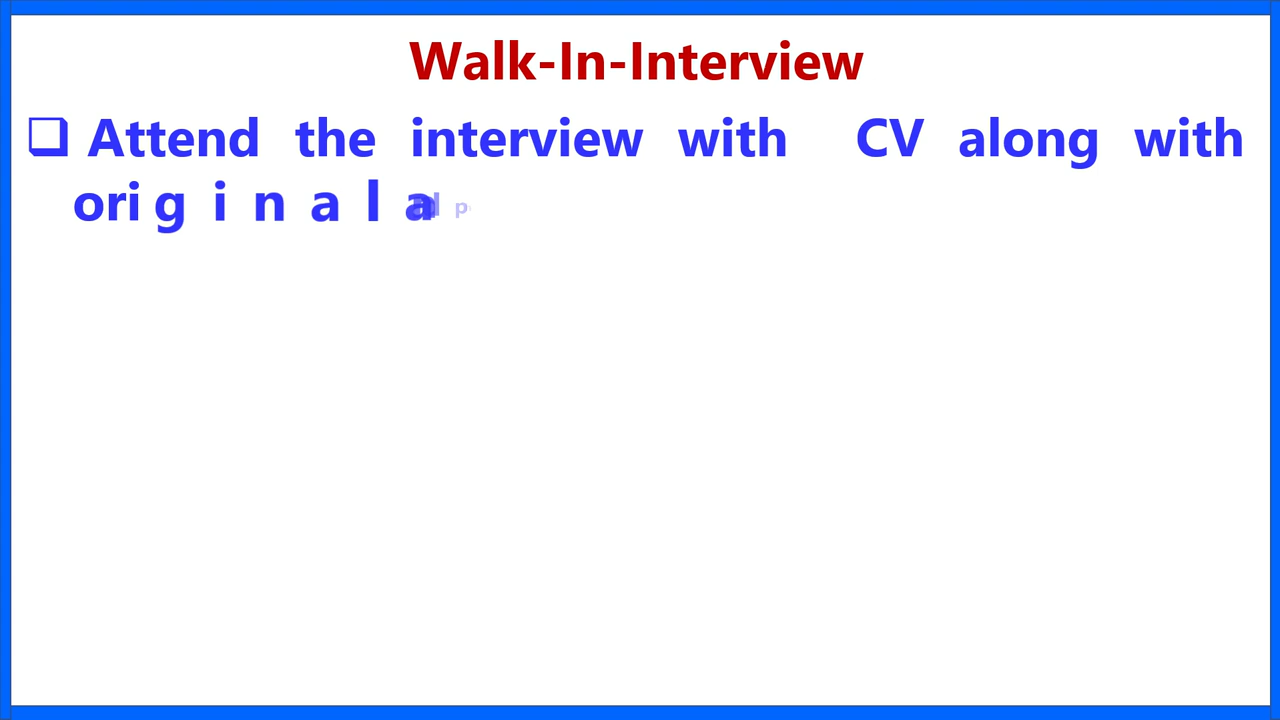 Walk-In-Interview
❑ Attend the interview with CV along with
original